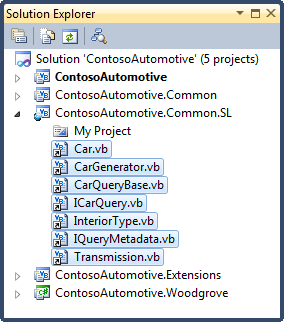 Solution Explorer
Solution 'ContosoAutomotive' (5 projects)
ContosoAutomotive
ContosoAutomotive.Common
ContosoAutomotive.Common.SL
My Project
Car.vb
CarGenerator.vb
CarQueryBase.vb
ICarQuery.vb
InteriorType.vb
IQueryMetadata.vb
Transmission.vb
ContosoAutomotive.Extensions
ContosoAutomotive.Woodgrove